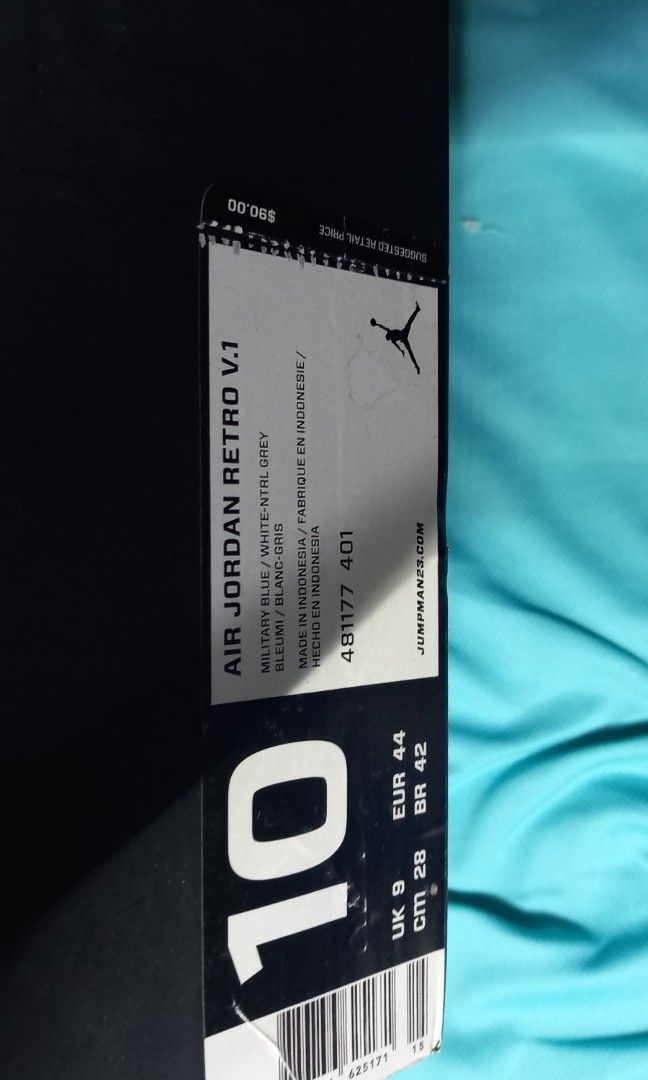 SUGGESTED RETAIL PRICE
$90.00
AIR JORDAN RETRO V.1
MILITARY BLUE / WHITE-NTRL GREY
BLEUMI / BLANC-GRIS
MADE IN INDONESIA / FABRIQUE EN INDONESIE /
HECHO EN INDONESIA
481177 401
JUMPMAN23.COM
10
UK 9 EUR 44
CM 28 BR 42
625171
15